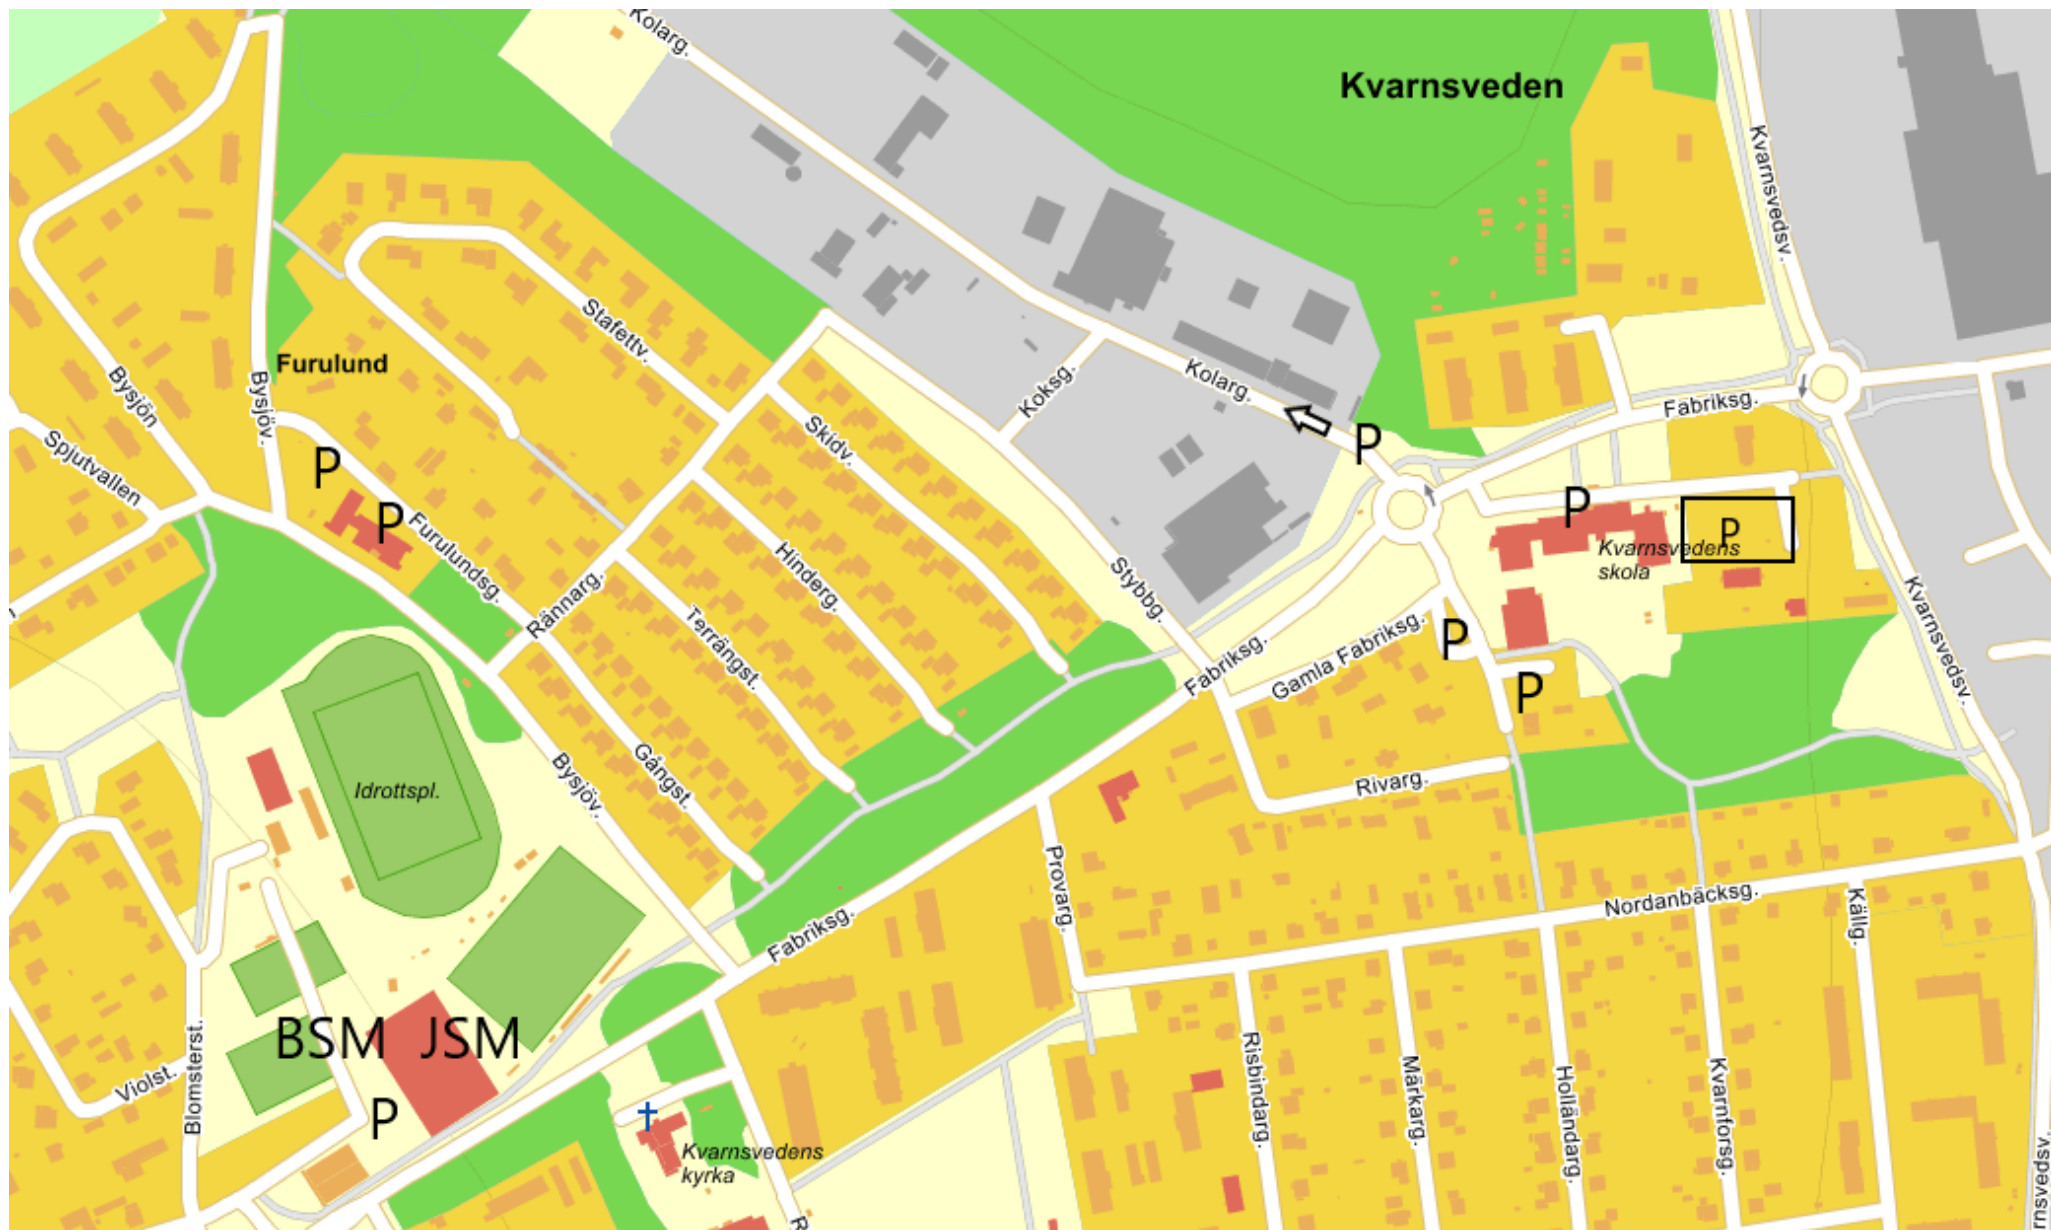 Kolarg.
Kvarnsveden
Kvarnsvedsv.
Stafettv.
Furulund
Bysjön
Bysjöv.
Kolarg.
Koksg.
Fabriksg.
Skidv.
Spjutvallen
P
P
P
P
P
Furulundsg.
Kvarnsvedens
skola
Hinderg.
Rännarg.
Stybbg.
Terrängst.
Gamla Fabriksg.
P
P
Kvarnsvedsv.
Fabriksg.
Gångst.
Bysjöv.
Idrottspl.
Rivarg.
Provarg.
Nordanbäcksg.
Källg.
Fabriksg.
BSM JSM
P
Violst.
Blomsterst.
Risbindarg.
Märkarg.
Holländarg.
Kvarnforsg.
Kvarnsvedens
kyrka
rnsvedsv.
R